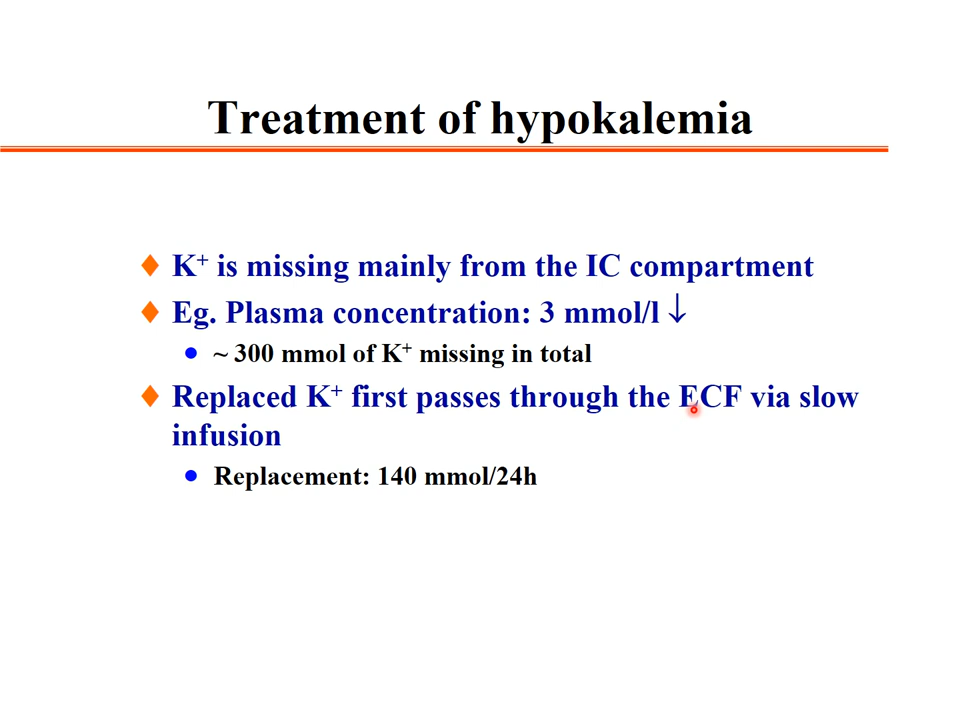 Treatment of hypokalemia
K⁺ is missing mainly from the IC compartment
Eg. Plasma concentration: 3 mmol/l ↓
~ 300 mmol of K⁺ missing in total
Replaced K⁺ first passes through the ECF via slow
infusion
Replacement: 140 mmol/24h